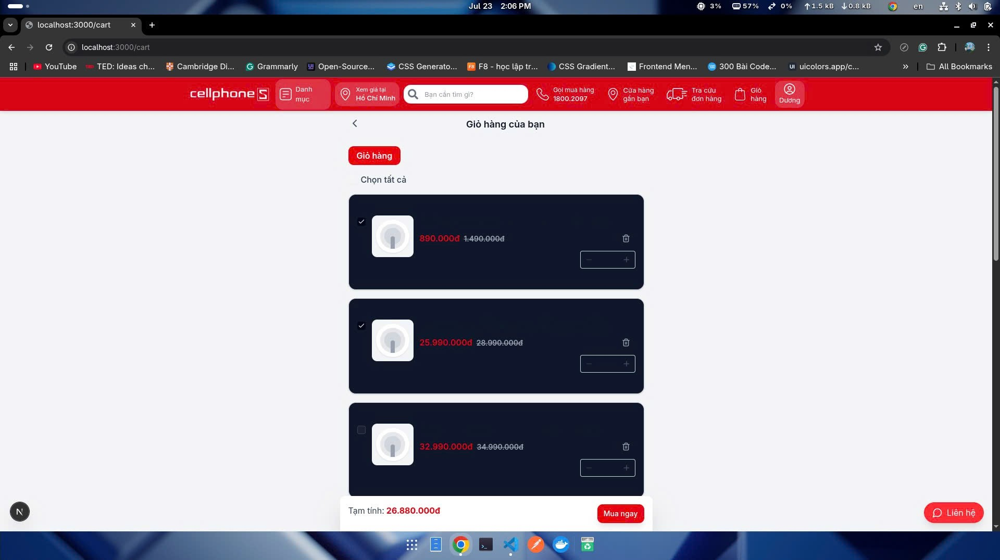 Jul 23 2:06 PM
3% 57% 0% 1.5 kB 0.8 kB en
localhost:3000/cart
localhost:3000/cart
YouTube TED: Ideas ch... Cambridge Di... Grammarly Open-Source... CSS Generato... F8 - học lập tr... CSS Gradient... Frontend Men... 300 Bài Code... uicolors.app/c... » All Bookmarks
cellphone S
Danh
mục
Xem giá tại
Hồ Chí Minh
Bạn cần tìm gì?
Gọi mua hàng
1800.2097
Cửa hàng
gần bạn
Tra cứu
đơn hàng
Giỏ
hàng
Dương
Giỏ hàng của bạn
Giỏ hàng
Chọn tất cả
890.000đ 1.490.000đ
25.990.000đ 28.990.000đ
32.990.000đ 34.990.000đ
Tạm tính: 26.880.000đ
Mua ngay
N
Liên hệ